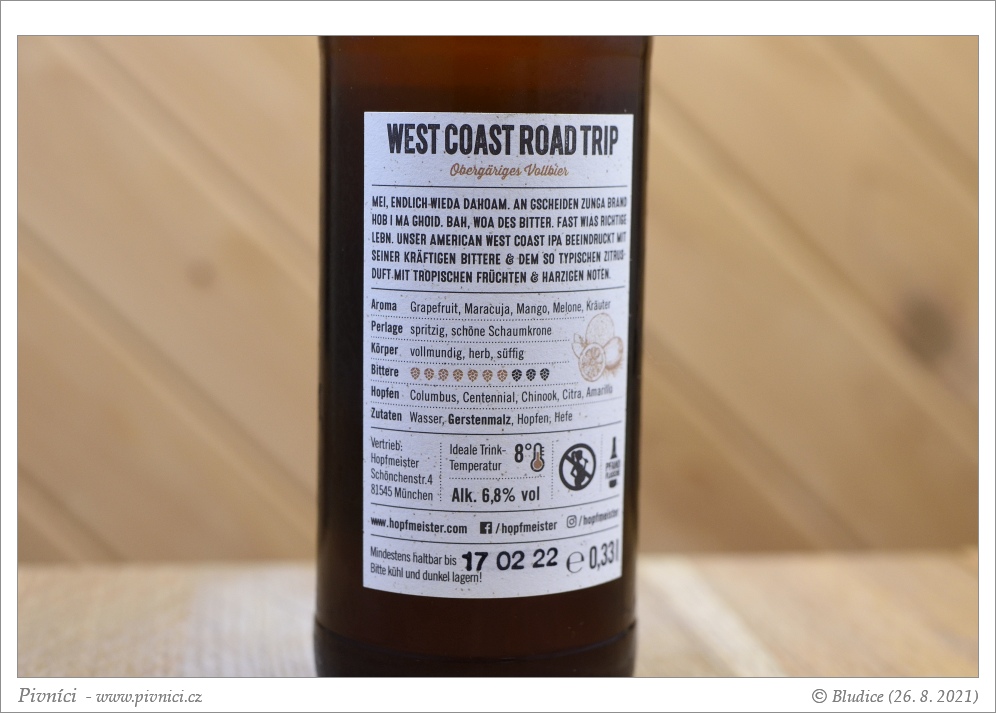 WEST COAST ROAD TRIP
Obergäriges Vollbier
MEI, ENDLICH WIEDA DAHOAM. AN GSCHEIDEN ZUNGA BRAND
HOB I MA GHOID. BAH, WOA DES BITTER. FAST WIAS RICHTIGE
LEBN. UNSER AMERICAN WEST COAST IPA BEEINDRUCKT MIT
SEINER KRÄFTIGEN BITTERE & DEM SO TYPISCHEN ZITRUS-
DUFT MIT TROPISCHEN FRÜCHTEN & HARZIGEN NOTEN.
Aroma Grapefruit, Maracuja, Mango, Melone, Kräuter
Perlage spritzig, schöne Schaumkrone
Körper vollmundig, herb, süffig
Bittere
Hopfen Columbus, Centennial, Chinook, Citra, Amarillo
Zutaten Wasser, Gerstenmalz, Hopfen, Hefe
Vertrieb:
Hopfmeister
Schönchenstr.4
81545 München
Ideale Trink-
Temperatur
8°
Alk. 6,8% vol
PFAND
www.hopfmeister.com /hopfmeister /hopfmeister
Mindestens haltbar bis 17 02 22 e 0,33l
Bitte kühl und dunkel lagern!
Pivníci - www.pivnici.cz
© Bludice (26. 8. 2021)